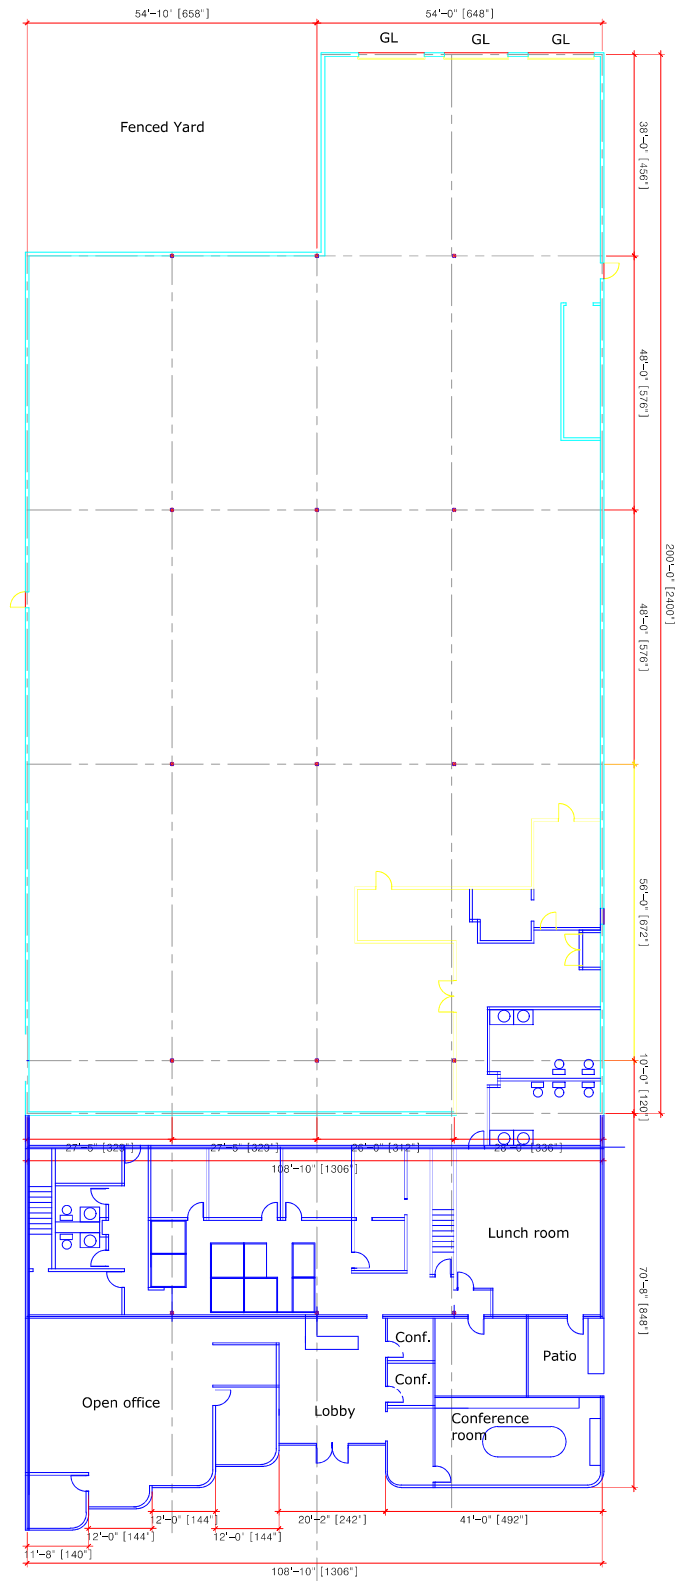 54'-10" [658"]
54'-0" [648"]
GL
GL
GL
Fenced Yard
38'-0" [456"]
48'-0" [576"]
200'-0" [2400"]
48'-0" [576"]
56'-0" [672"]
10'-0" [120"]
27'-5" [329"]
27'-5" [329"]
26'-0" [312"]
28'-0" [336"]
108'-10" [1306"]
Lunch room
70'-8" [848"]
Conf.
Patio
Conf.
Open office
Lobby
Conference
room
12'-0" [144"]
20'-2" [242"]
41'-0" [492"]
12'-0" [144"]
12'-0" [144"]
11'-8" [140"]
108'-10" [1306"]